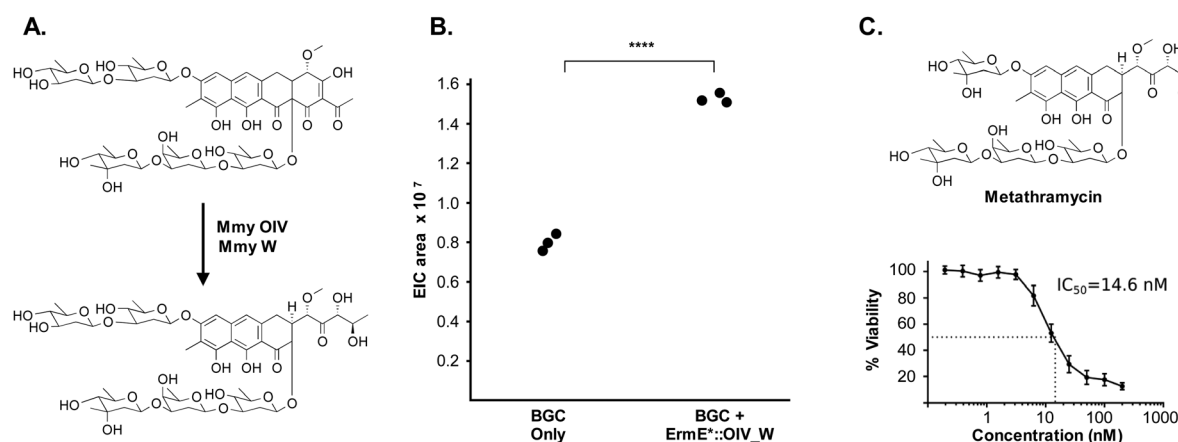 A.
Mmy OIV
Mmy W
B.
****
EIC area x 10 7
1.6
1.4
1.2
1.0
0.8
0.6
0.4
0.2
BGC
Only
BGC +
ErmE*::OIV_W
C.
Metathramycin
IC50=14.6 nM
% Viability
100
80
60
40
20
1
10
100
1000
Concentration (nM)